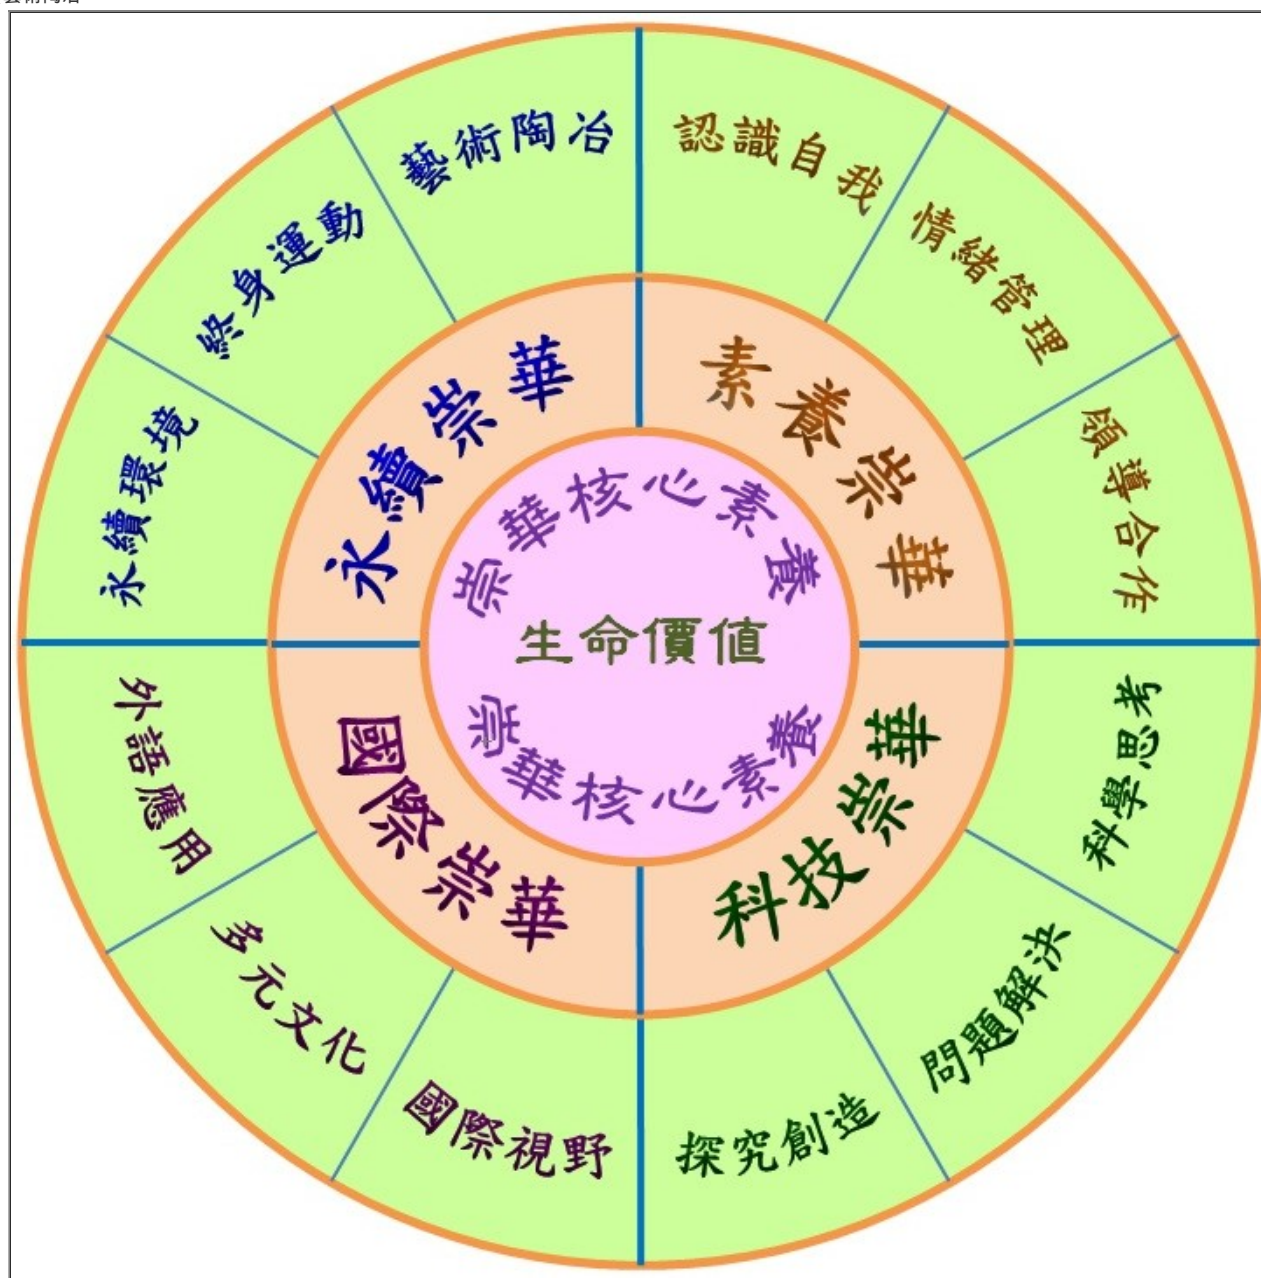 藝術陶冶
認識自我
情緒管理
領導合作
科學思考
問題解決
探究創造
國際視野
多元文化
外語應用
永續環境
終身運動
素養崇華
科技崇華
國際崇華
永續崇華
崇華核心素養
生命價值
崇華核心素養